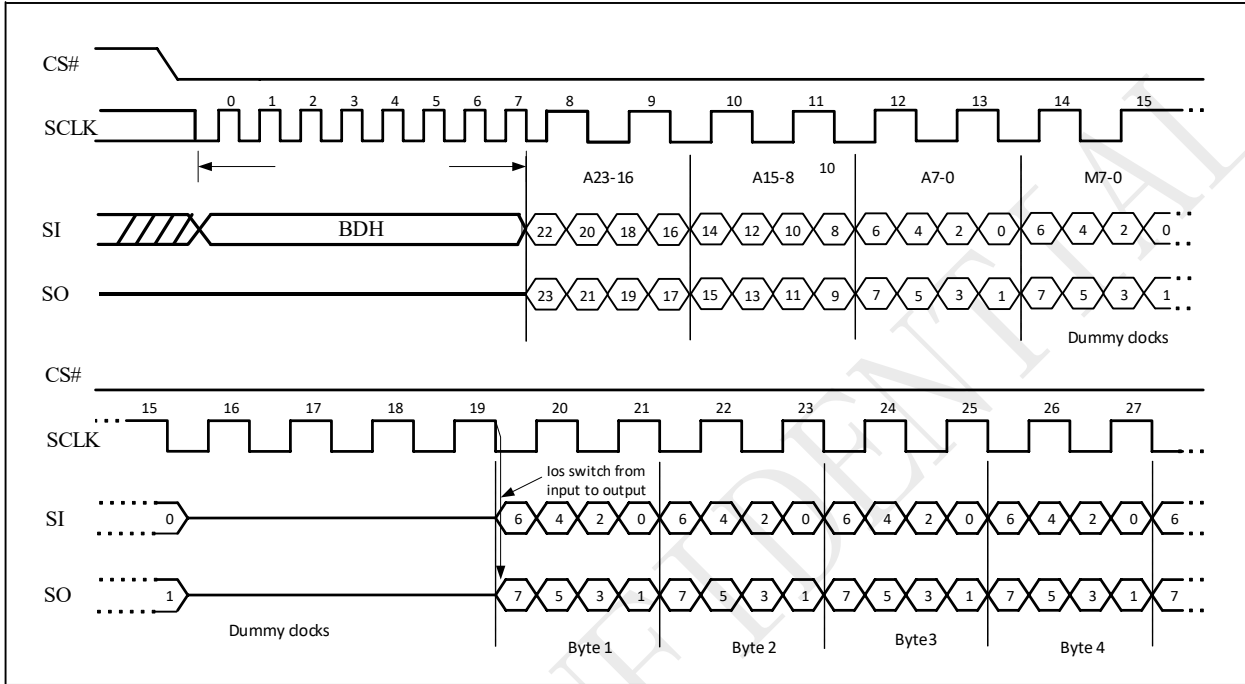 CS#
0 1 2 3 4 5 6 7 8 9 10 11 12 13 14 15
SCLK
A23-16 A15-8 10 A7-0 M7-0
SI BDH 22 20 18 16 14 12 10 8 6 4 2 0 6 4 2 0
SO 23 21 19 17 15 13 11 9 7 5 3 1 7 5 3 1
Dummy clocks
CS#
15 16 17 18 19 20 21 22 23 24 25 26 27
SCLK
Ios switch from
input to output
SI 0 6 4 2 0 6 4 2 0 6 4 2 0 6 4 2 0 6
SO 1 7 5 3 1 7 5 3 1 7 5 3 1 7 5 3 1 7
Dummy clocks Byte 1 Byte 2 Byte3 Byte 4